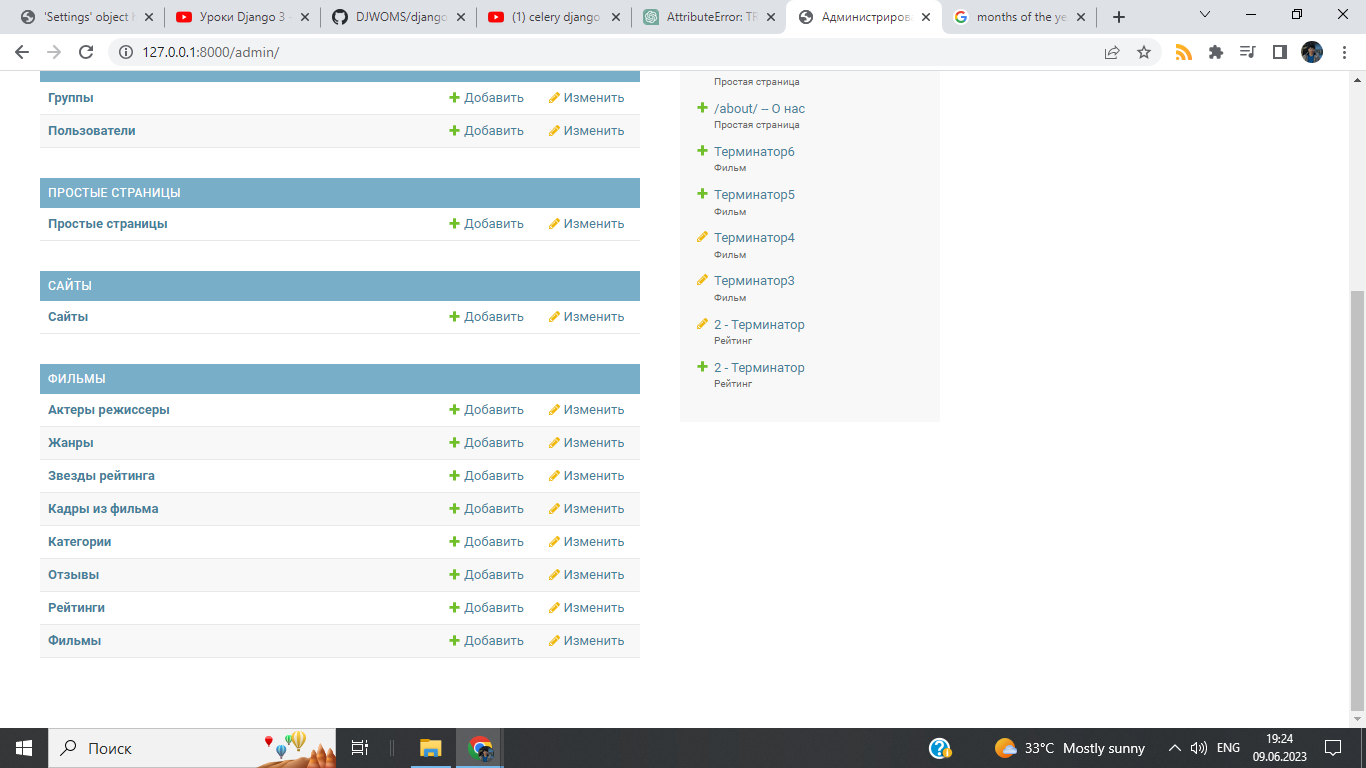 'Settings' object h
Уроки Django 3
DJWOMS/django
(1) celery django
AttributeError: TR
Администрирова
months of the ye
127.0.0.1:8000/admin/
Группы Добавить Изменить
Пользователи Добавить Изменить
ПРОСТЫЕ СТРАНИЦЫ
Простые страницы Добавить Изменить
САЙТЫ
Сайты Добавить Изменить
ФИЛЬМЫ
Актеры режиссеры Добавить Изменить
Жанры Добавить Изменить
Звезды рейтинга Добавить Изменить
Кадры из фильма Добавить Изменить
Категории Добавить Изменить
Отзывы Добавить Изменить
Рейтинги Добавить Изменить
Фильмы Добавить Изменить
Простая страница
/about/ -- О нас
Простая страница
Терминатор6
Фильм
Терминатор5
Фильм
Терминатор4
Фильм
Терминатор3
Фильм
2 - Терминатор
Рейтинг
2 - Терминатор
Рейтинг
Поиск
33°C Mostly sunny
ENG
19:24
09.06.2023